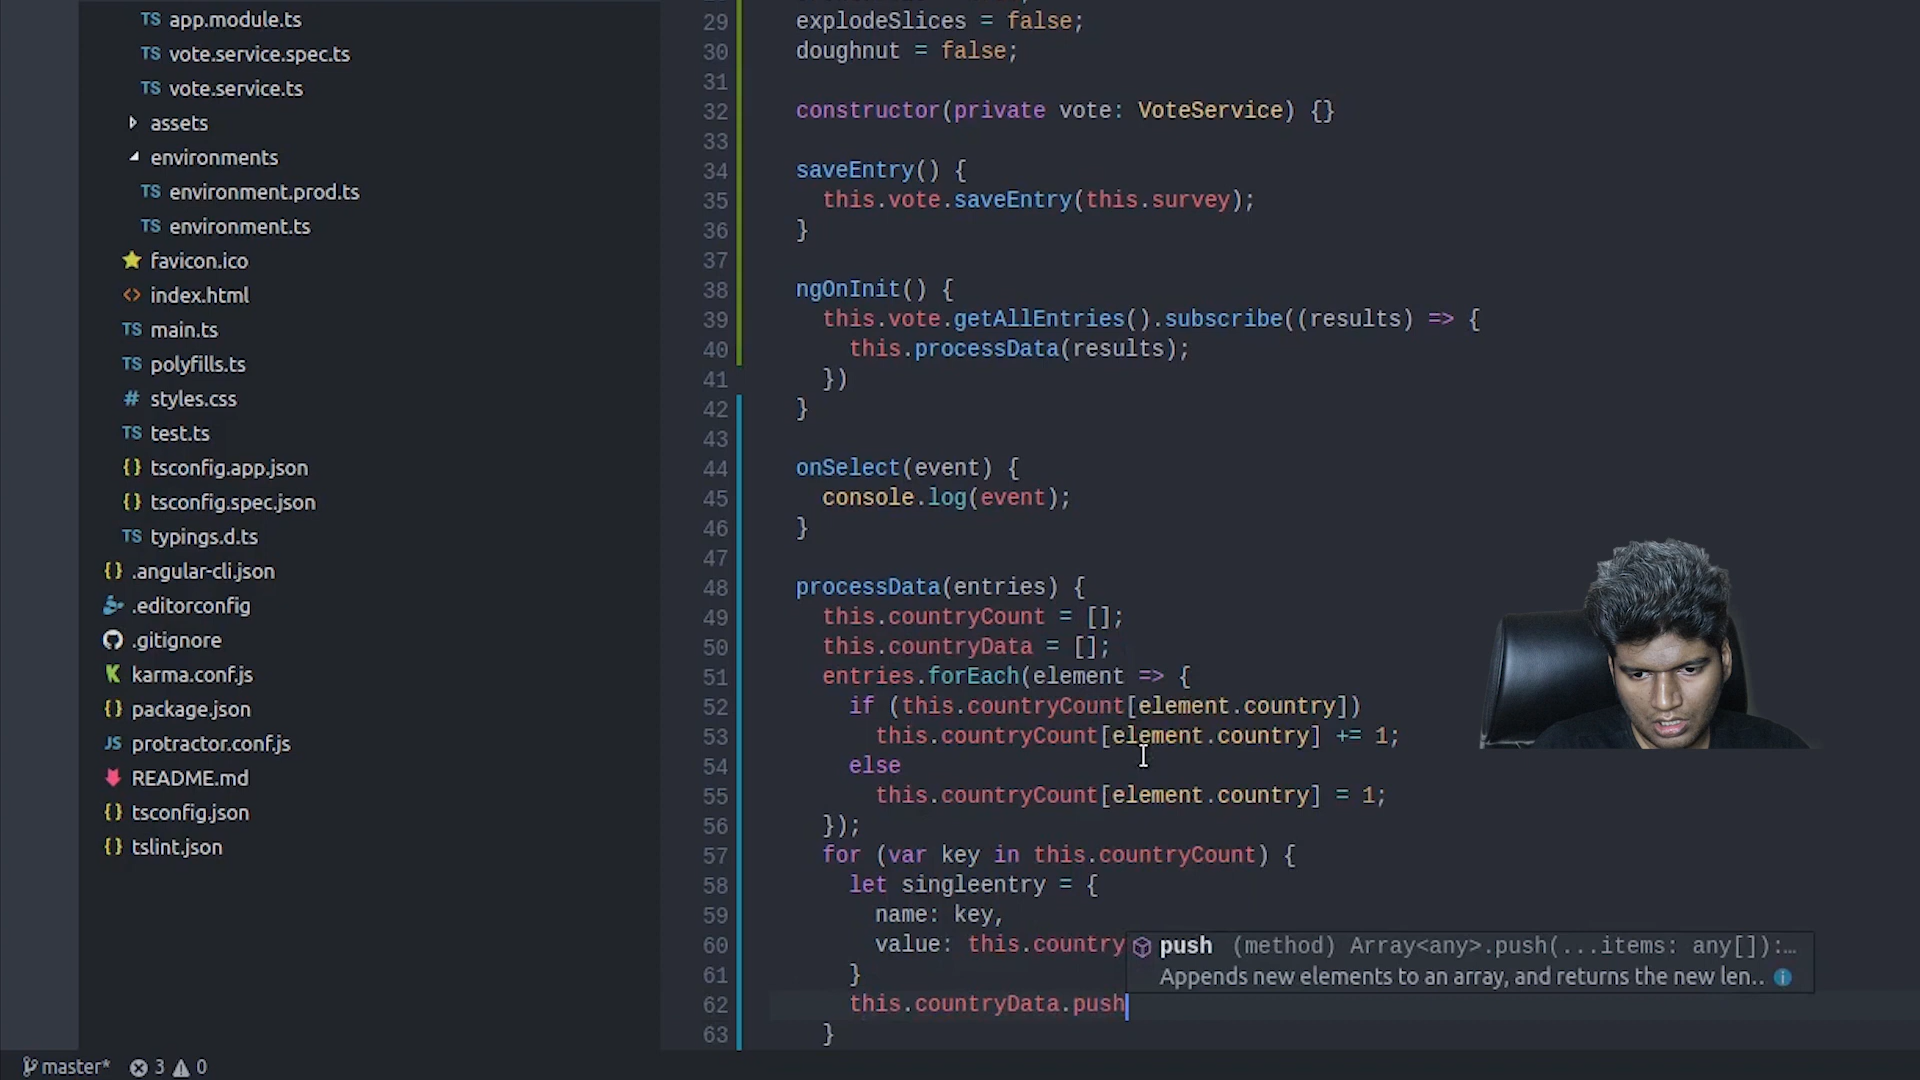 TS app.module.ts
TS vote.service.spec.ts
TS vote.service.ts
assets
environments
TS environment.prod.ts
TS environment.ts
favicon.ico
<> index.html
TS main.ts
TS polyfills.ts
# styles.css
TS test.ts
{} tsconfig.app.json
{} tsconfig.spec.json
TS typings.d.ts
{} .angular-cli.json
.editorconfig
.gitignore
karma.conf.js
{} package.json
JS protractor.conf.js
README.md
{} tsconfig.json
{} tslint.json
master* 3 0
29 explodeSlices = false;
30 doughnut = false;
31
32 constructor(private vote: VoteService) {}
33
34 saveEntry() {
35 this.vote.saveEntry(this.survey);
36 }
37
38 ngOnInit() {
39 this.vote.getAllEntries().subscribe((results) => {
40 this.processData(results);
41 })
42 }
43
44 onSelect(event) {
45 console.log(event);
46 }
47
48 processData(entries) {
49 this.countryCount = [];
50 this.countryData = [];
51 entries.forEach(element => {
52 if (this.countryCount[element.country])
53 this.countryCount[element.country] += 1;
54 else
55 this.countryCount[element.country] = 1;
56 });
57 for (var key in this.countryCount) {
58 let singleentry = {
59 name: key,
60 value: this.country
61 }
62 this.countryData.push
63 }
push (method) Array<any>.push(...items: any[]):…
Appends new elements to an array, and returns the new len..